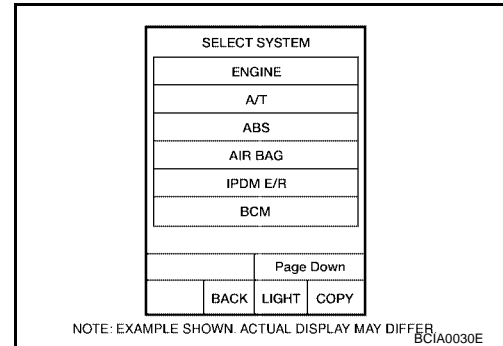 SELECT SYSTEM
ENGINE
A/T
ABS
AIR BAG
IPDM E/R
BCM
Page Down
BACK LIGHT COPY
NOTE: EXAMPLE SHOWN. ACTUAL DISPLAY MAY DIFFER.
BCIA0030E